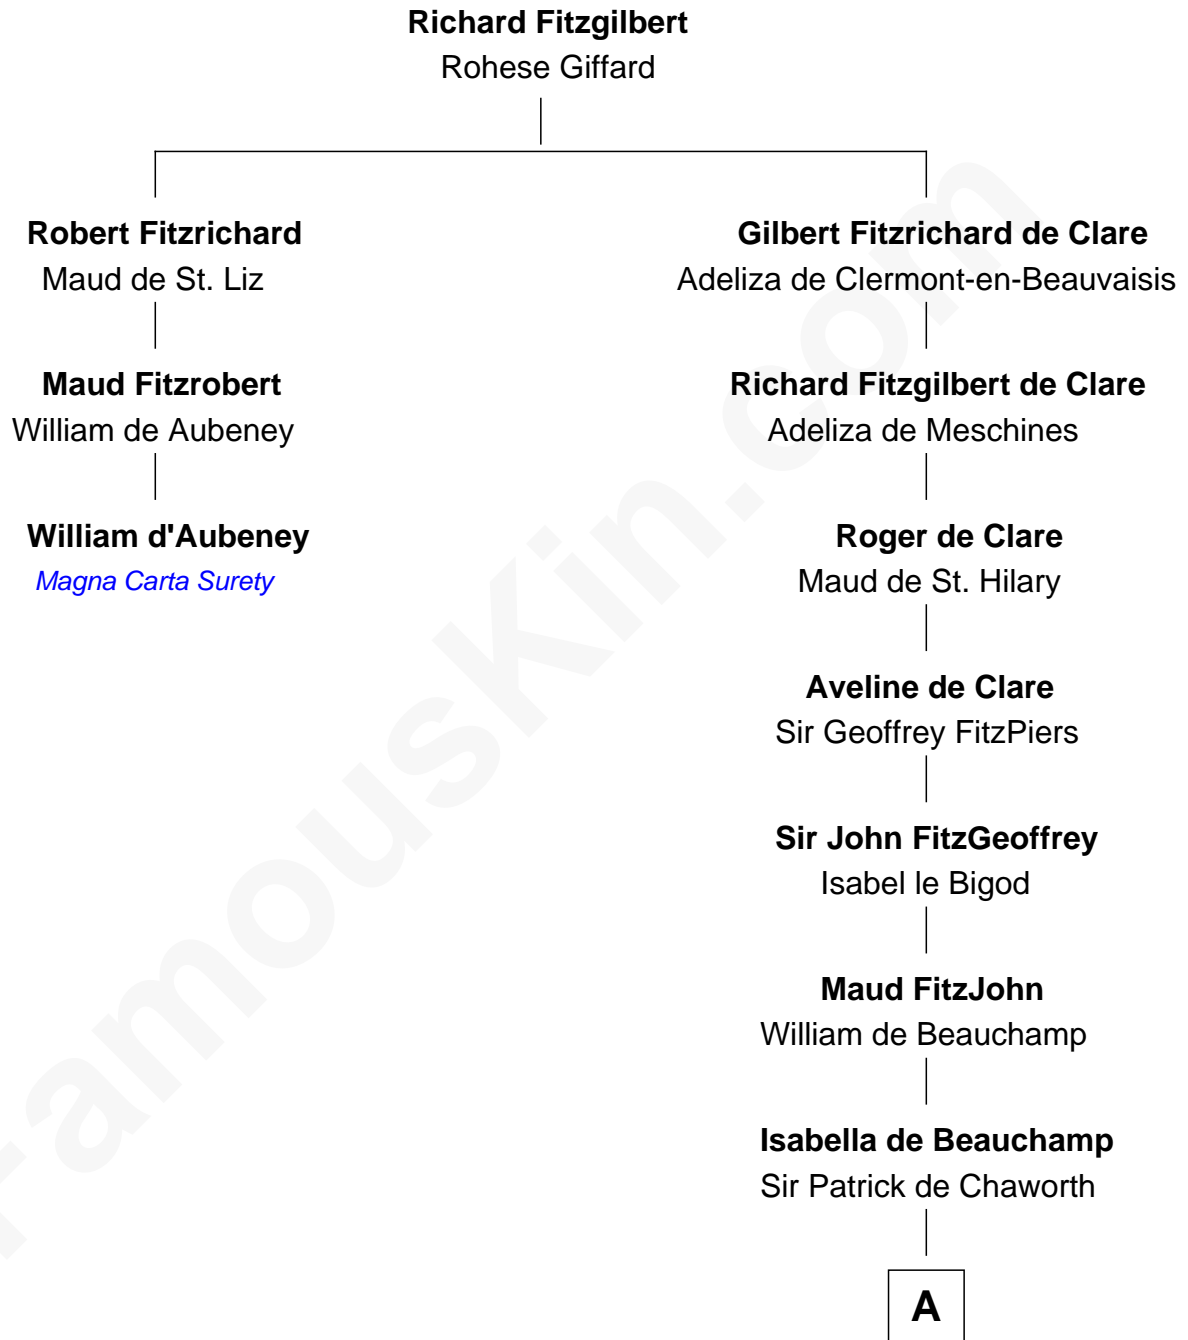 Richard Fitzgilbert
Rohese Giffard
Robert Fitzrichard
Maud de St. Liz
Gilbert Fitzrichard de Clare
Adeliza de Clermont-en-Beauvaisis
Maud Fitzrobert
William de Aubeney
Richard Fitzgilbert de Clare
Adeliza de Meschines
William d'Aubeney
Magna Carta Surety
Roger de Clare
Maud de St. Hilary
Aveline de Clare
Sir Geoffrey FitzPiers
Sir John FitzGeoffrey
Isabel le Bigod
Maud FitzJohn
William de Beauchamp
Isabella de Beauchamp
Sir Patrick de Chaworth
A
FamousKin.com